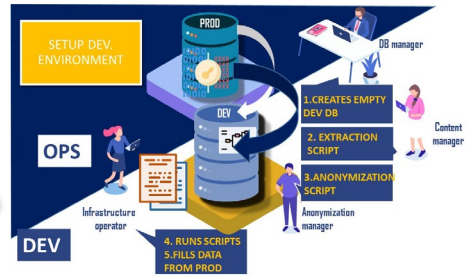 SETUP DEV.
ENVIRONMENT
PROD
DB manager
1.CREATES EMPTY
DEV DB
DEV
2. EXTRACTION
SCRIPT
Content
manager
OPS
3.ANONYMIZATION
SCRIPT
Infrastructure
operator
Anonymization
manager
4. RUNS SCRIPTS
5.FILLS DATA
FROM PROD
DEV